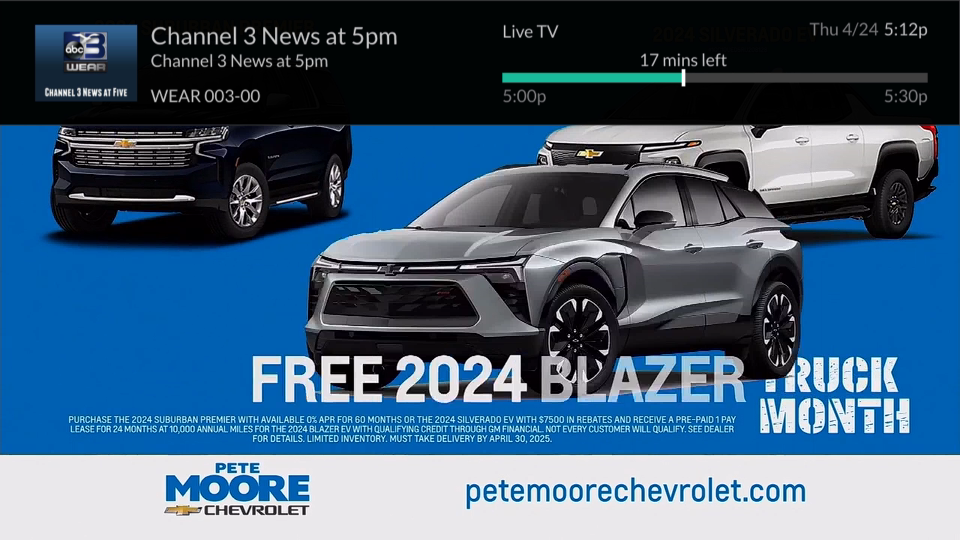 abc 3
WEAR
CHANNEL 3 NEWS AT FIVE
Channel 3 News at 5pm
Channel 3 News at 5pm
WEAR 003-00
Live TV
Thu 4/24 5:12p
17 mins left
5:00p
5:30p
FREE 2024 BLAZER
TRUCK
MONTH
PURCHASE THE 2024 SUBURBAN PREMIER WITH AVAILABLE 0% APR FOR 60 MONTHS OR THE 2024 SILVERADO EV WITH $7500 IN REBATES AND RECEIVE A PRE-PAID 1 PAY
LEASE FOR 24 MONTHS AT 10,000 ANNUAL MILES FOR THE 2024 BLAZER EV WITH QUALIFYING CREDIT THROUGH GM FINANCIAL. NOT EVERY CUSTOMER WILL QUALIFY. SEE DEALER
FOR DETAILS. LIMITED INVENTORY. MUST TAKE DELIVERY BY APRIL 30, 2025.
PETE
MOORE
CHEVROLET
petemoorechevrolet.com